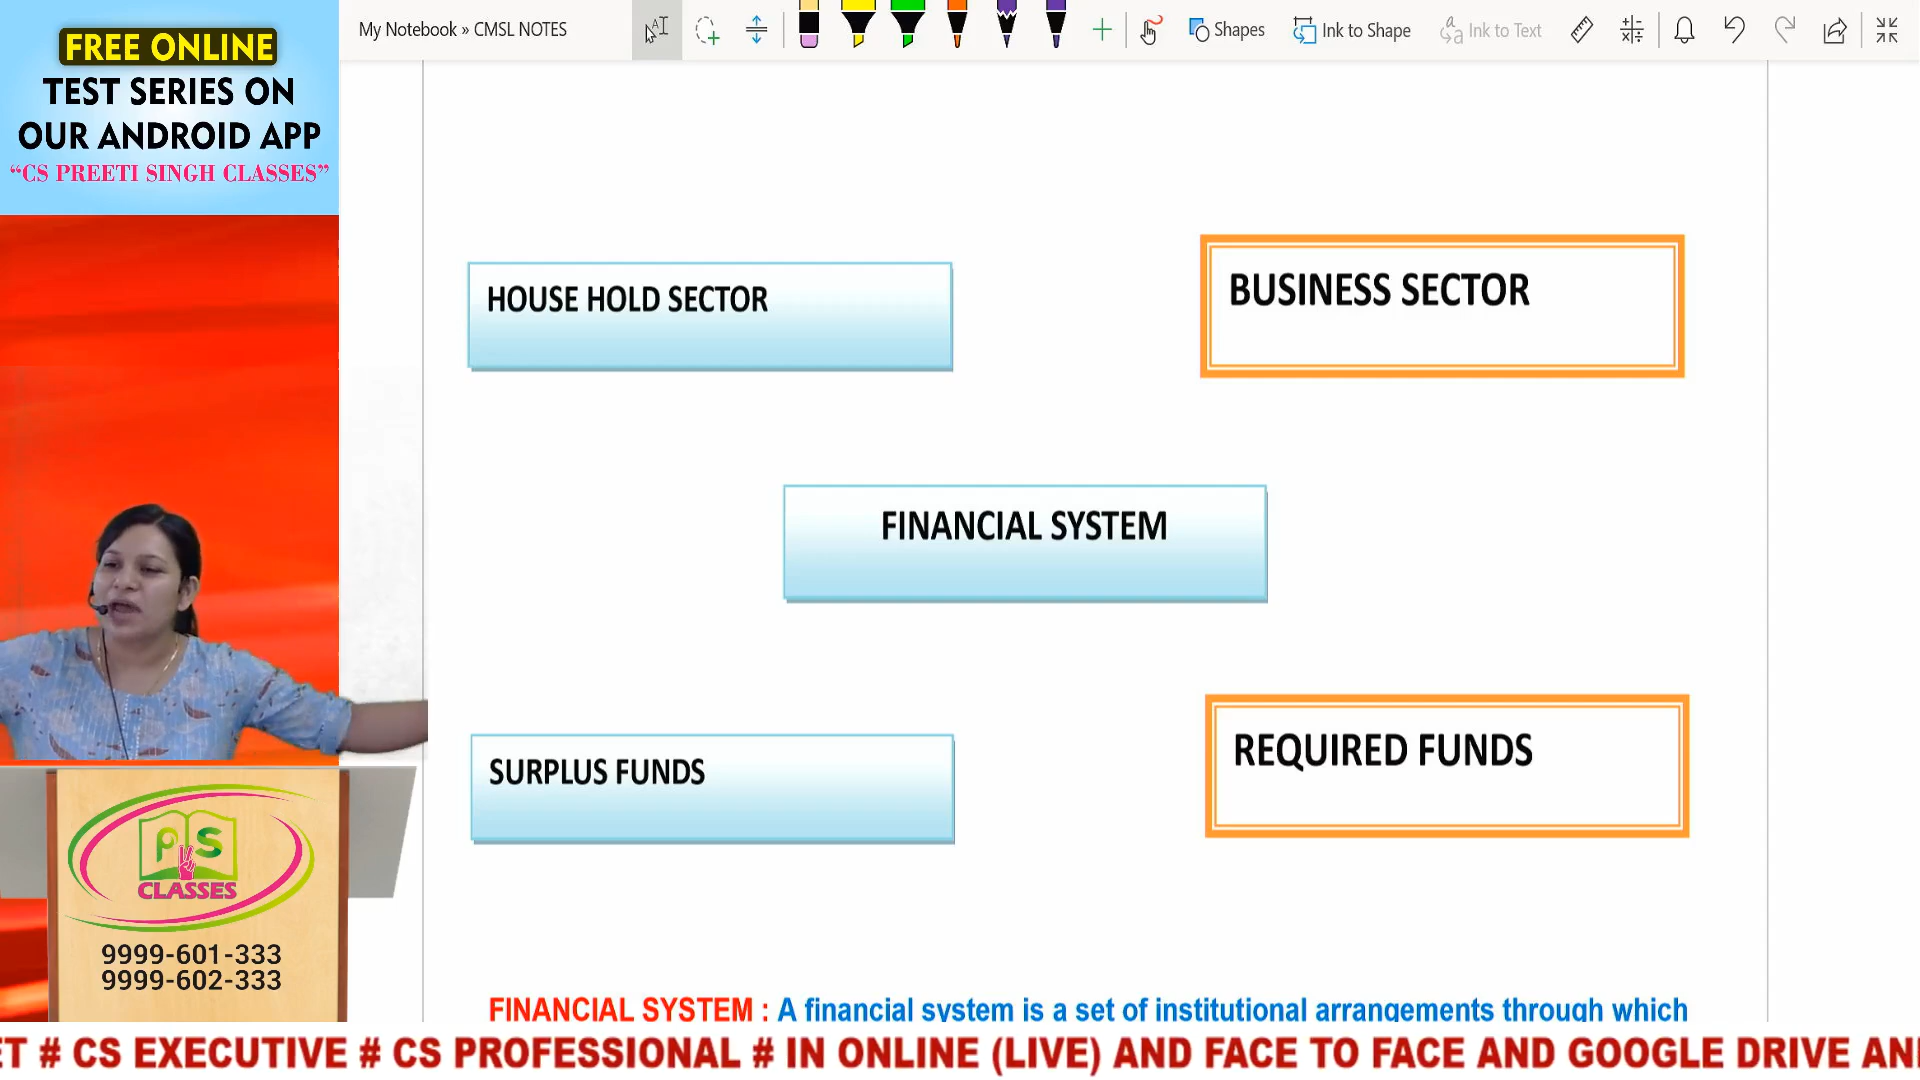 FREE ONLINE
TEST SERIES ON
OUR ANDROID APP
“CS PREETI SINGH CLASSES”
My Notebook » CMSL NOTES
Shapes
Ink to Shape
Ink to Text
HOUSE HOLD SECTOR
BUSINESS SECTOR
FINANCIAL SYSTEM
SURPLUS FUNDS
REQUIRED FUNDS
PS
CLASSES
9999-601-333
9999-602-333
FINANCIAL SYSTEM : A financial system is a set of institutional arrangements through which
ET # CS EXECUTIVE # CS PROFESSIONAL # IN ONLINE (LIVE) AND FACE TO FACE AND GOOGLE DRIVE AN